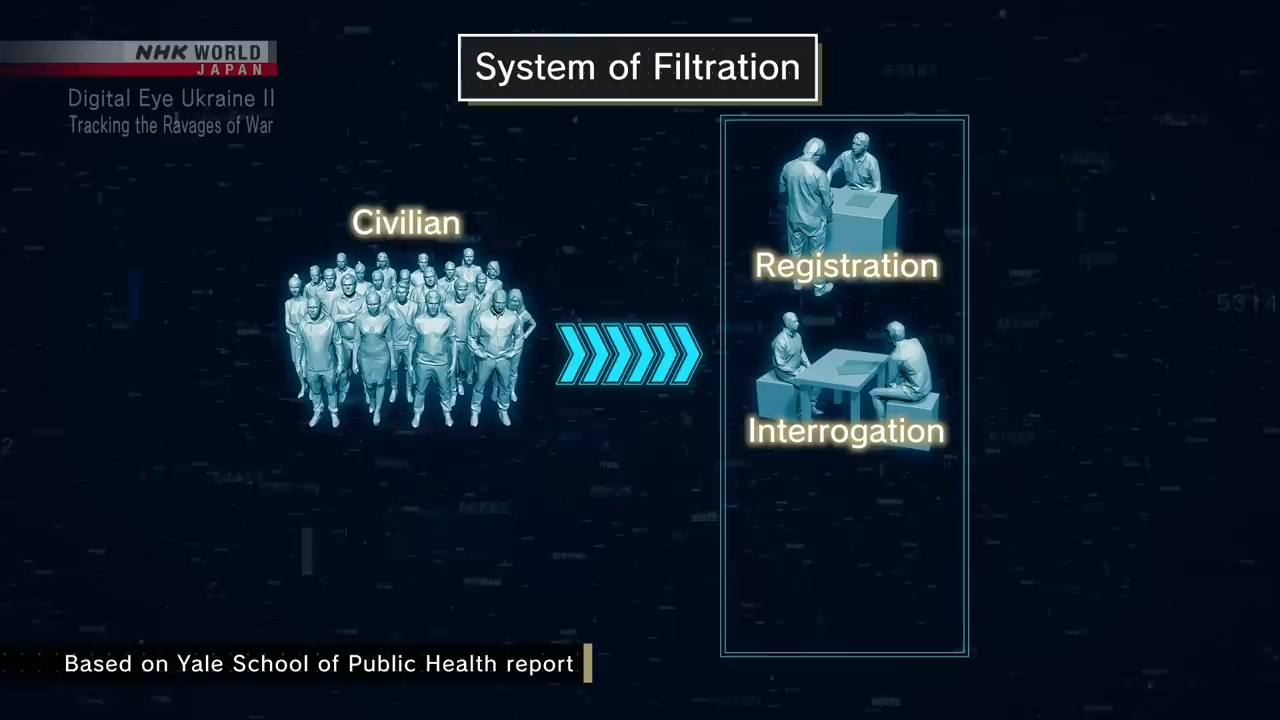 NHK WORLD
JAPAN
Digital Eye Ukraine II
Tracking the Ravages of War
System of Filtration
Civilian
Registration
Interrogation
Based on Yale School of Public Health report